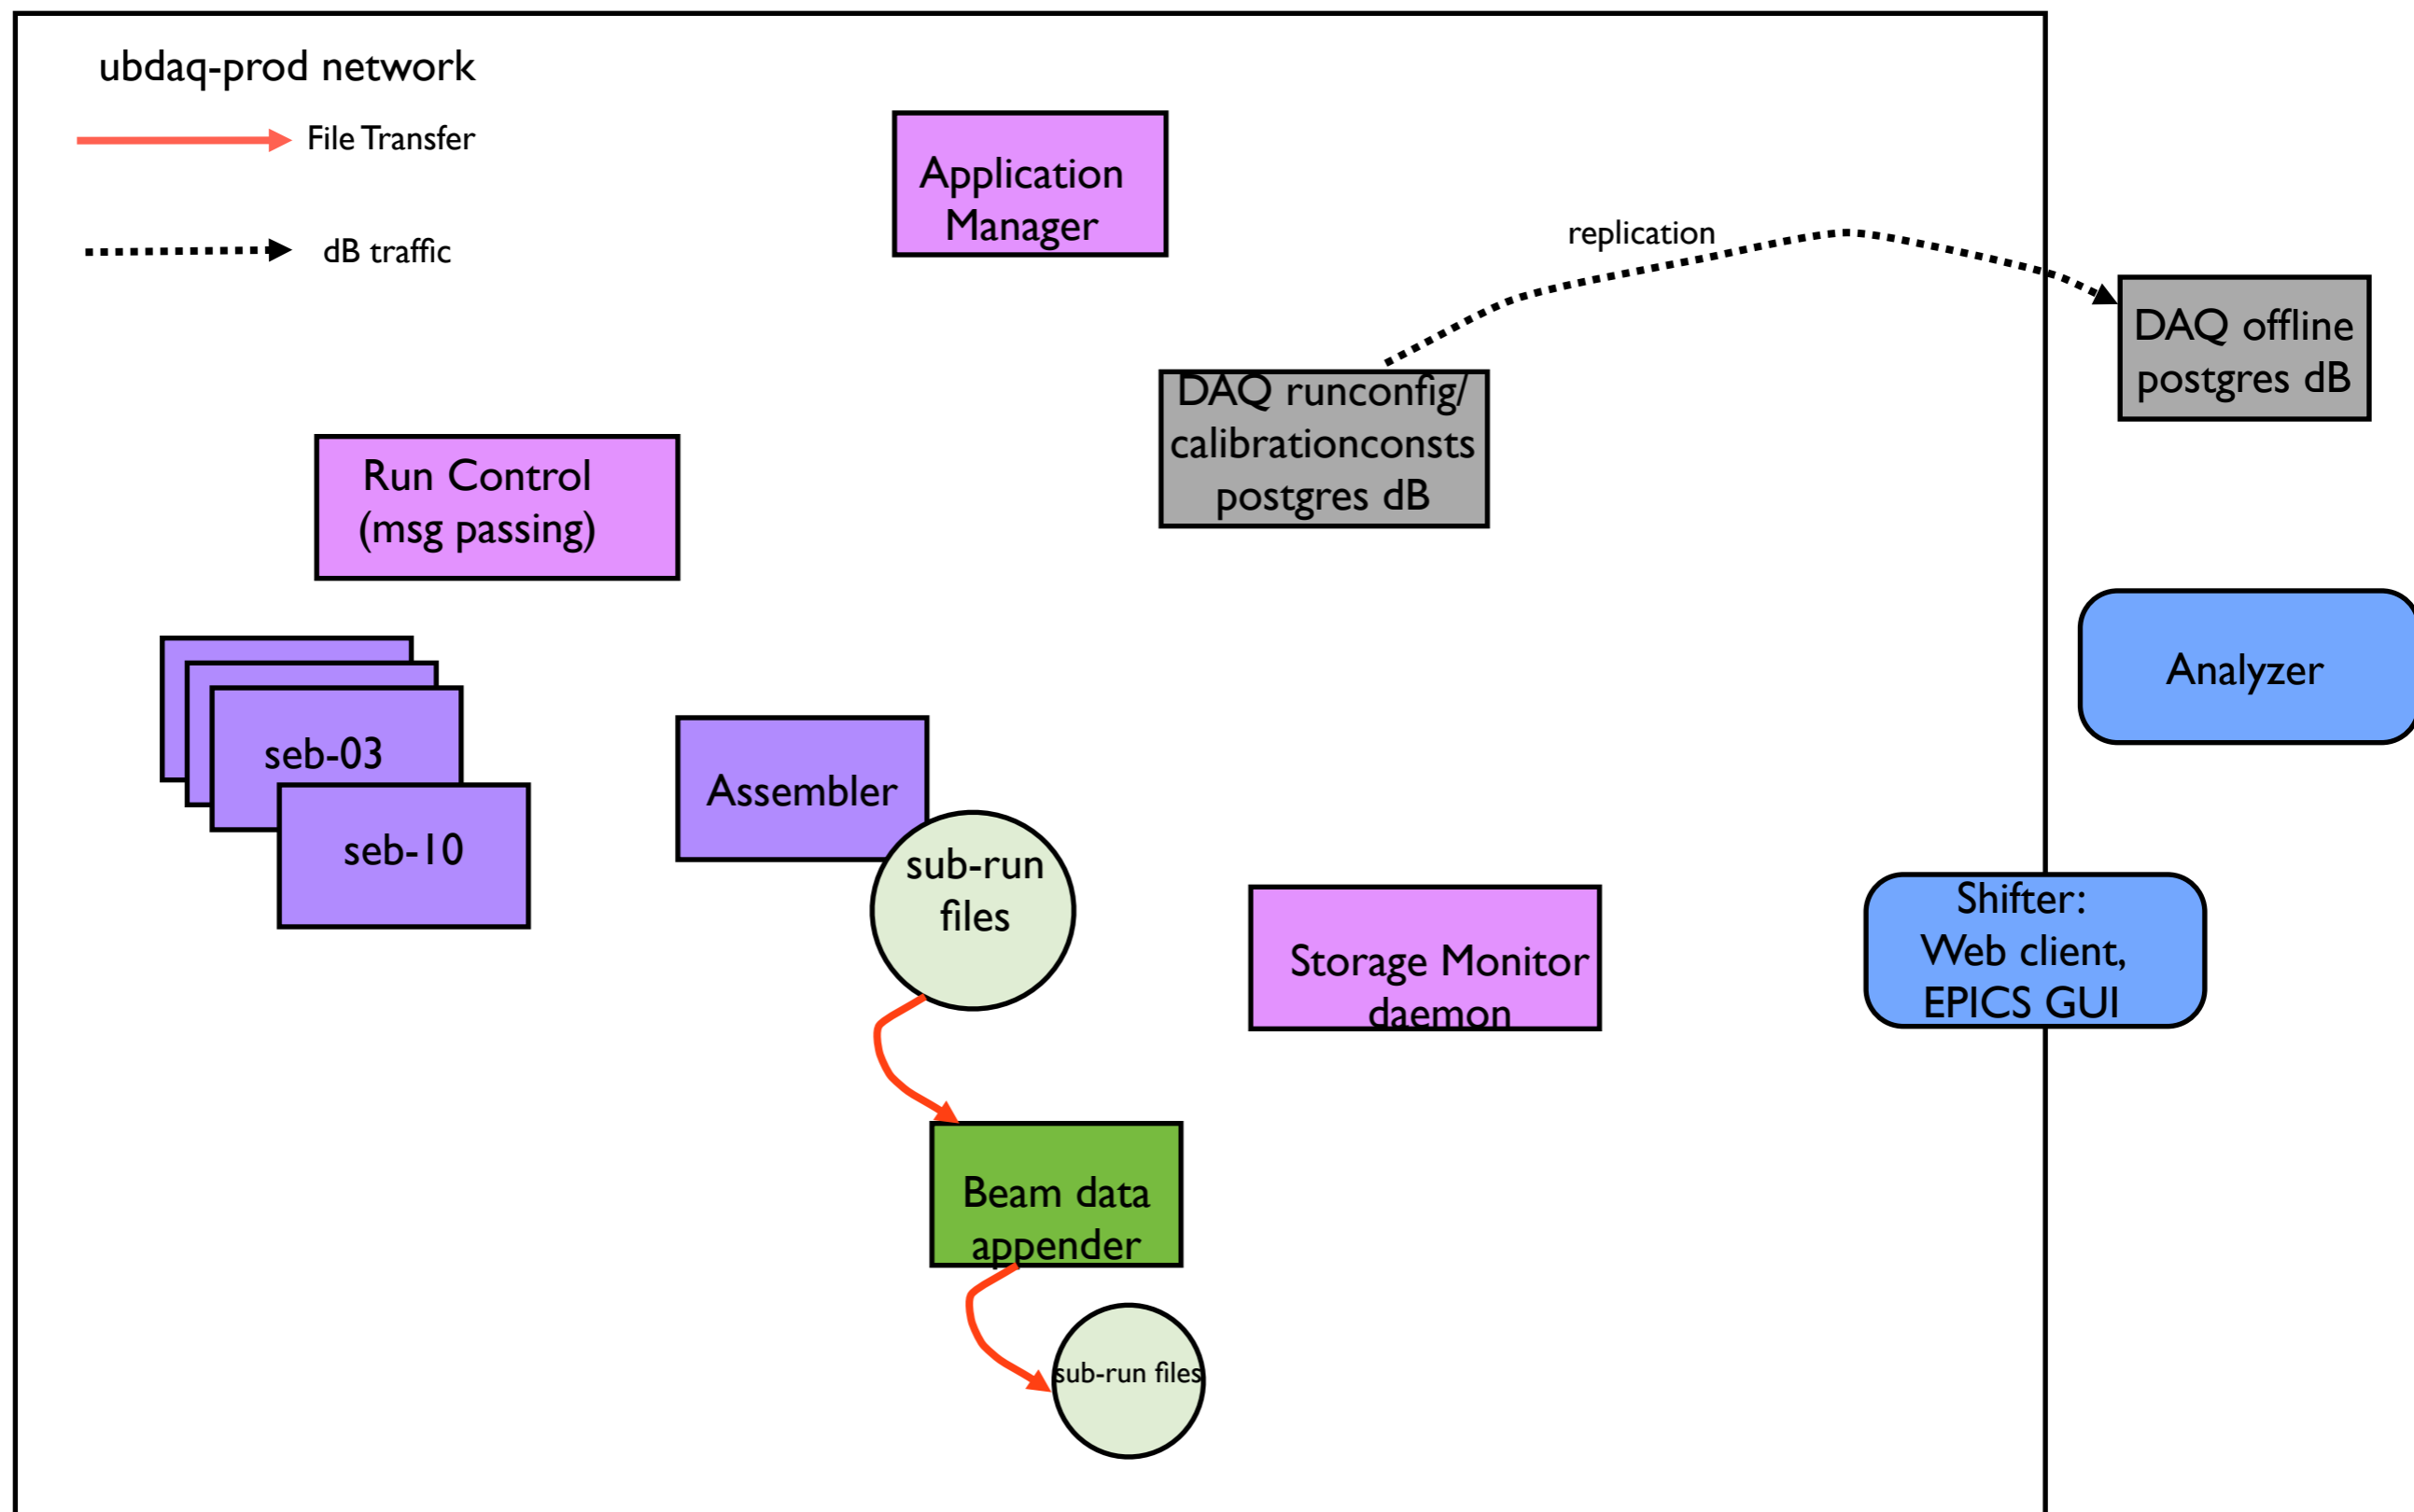 ubdaq-prod network
File Transfer
dB traffic
Application
Manager
replication
DAQ offline
postgres dB
DAQ runconfig/
calibrationconsts
postgres dB
Run Control
(msg passing)
Analyzer
seb-03
seb-10
Assembler
sub-run
files
Storage Monitor
daemon
Shifter:
Web client,
EPICS GUI
Beam data
appender
sub-run files